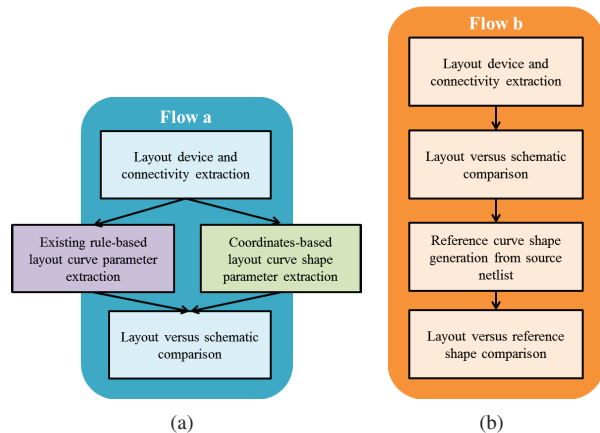 Flow a
Layout device and
connectivity extraction
Existing rule-based
layout curve parameter
extraction
Coordinates-based
layout curve shape
parameter extraction
Layout versus schematic
comparison
(a)
Flow b
Layout device and
connectivity extraction
Layout versus schematic
comparison
Reference curve shape
generation from source
netlist
Layout versus reference
shape comparison
(b)